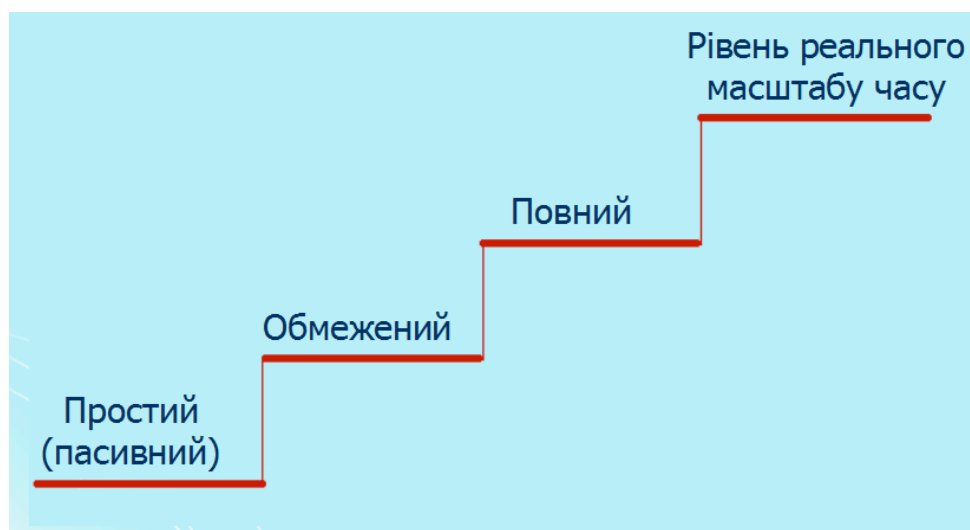 Рівень реального
масштабу часу
Повний
Обмежений
Простий
(пасивний)